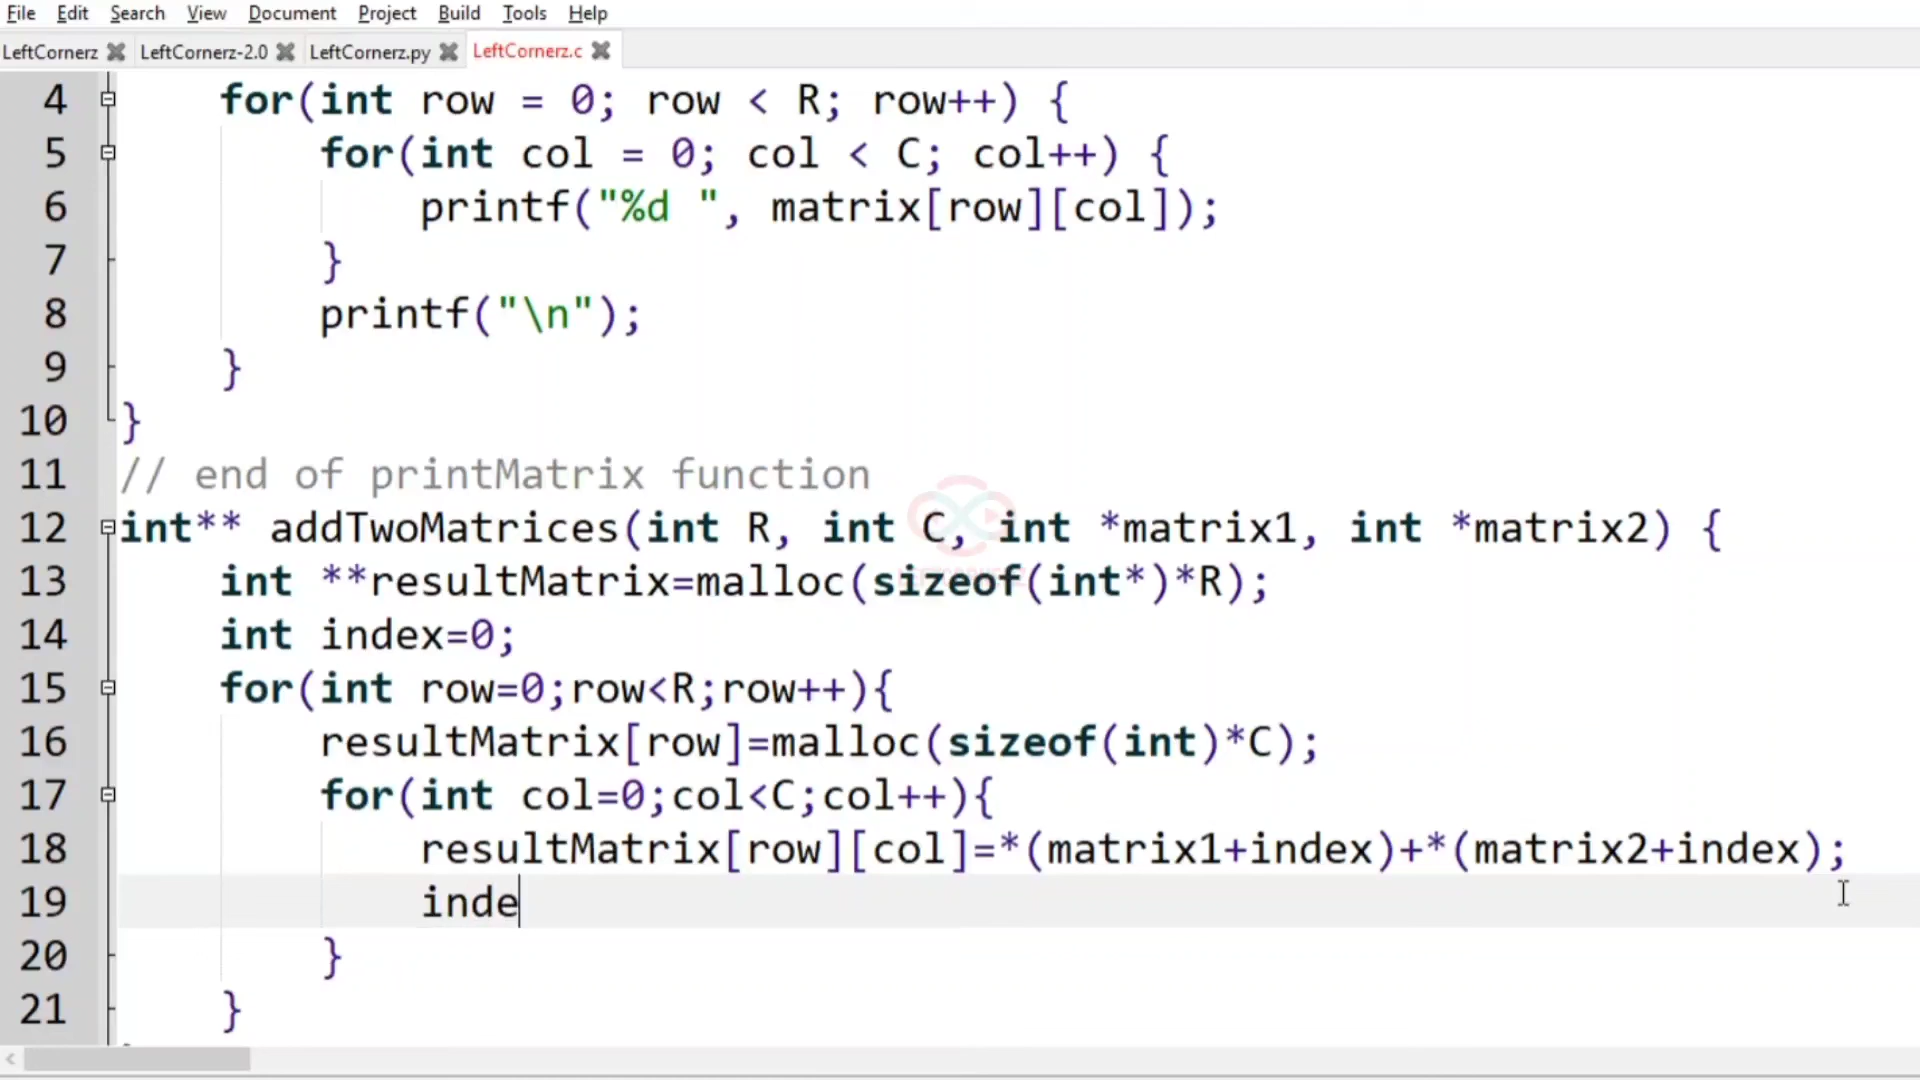 File Edit Search View Document Project Build Tools Help
LeftCornerz LeftCornerz-2.0 LeftCornerz.py LeftCornerz.c
4 for(int row = 0; row < R; row++) {
5 for(int col = 0; col < C; col++) {
6 printf("%d ", matrix[row][col]);
7 }
8 printf("\n");
9 }
10 }
11 // end of printMatrix function
12 int** addTwoMatrices(int R, int C, int *matrix1, int *matrix2) {
13 int **resultMatrix=malloc(sizeof(int*)*R);
14 int index=0;
15 for(int row=0;row<R;row++){
16 resultMatrix[row]=malloc(sizeof(int)*C);
17 for(int col=0;col<C;col++){
18 resultMatrix[row][col]=*(matrix1+index)+*(matrix2+index);
19 inde
20 }
21 }